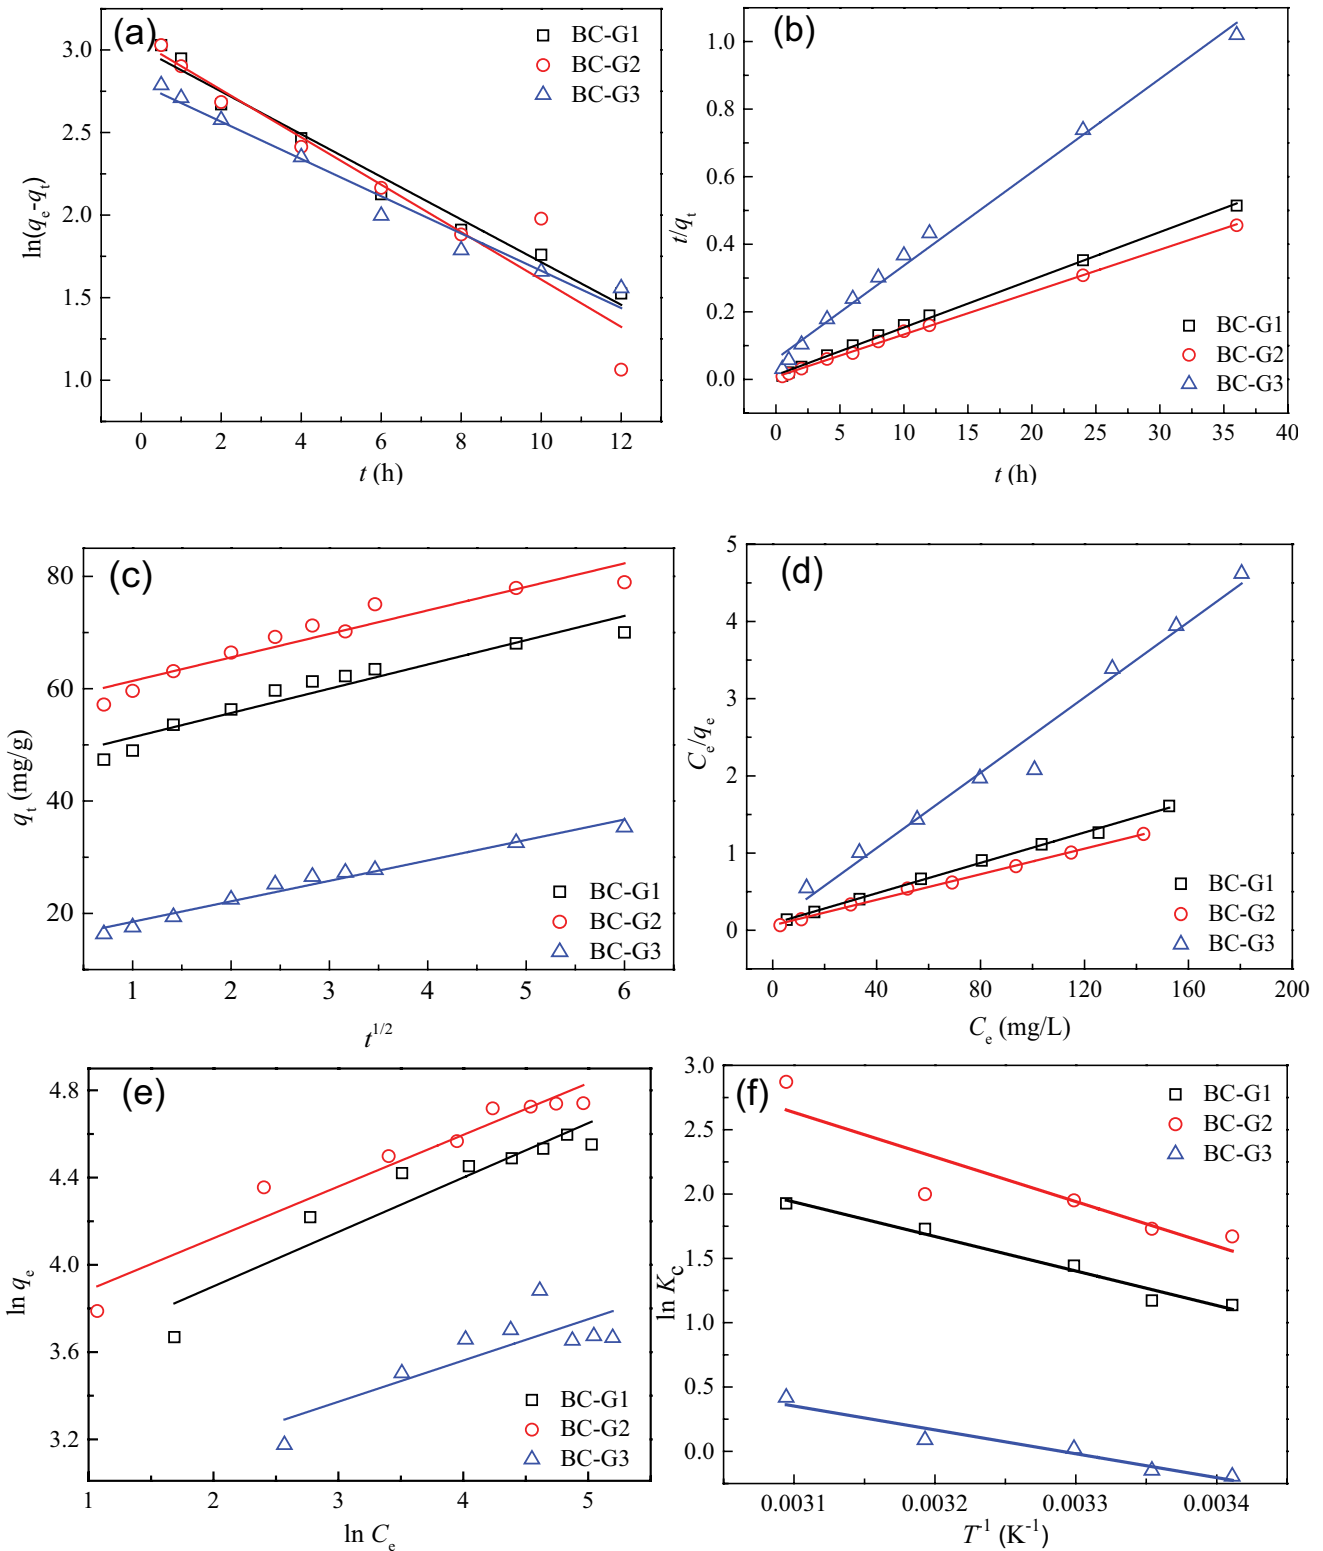 (a)
BC-G1
BC-G2
BC-G3
3.0
2.5
2.0
1.5
1.0
ln(qe-qt)
0 2 4 6 8 10 12
t (h)
(b)
1.0
0.8
0.6
0.4
0.2
0.0
t/qt
BC-G1
BC-G2
BC-G3
0 5 10 15 20 25 30 35 40
t (h)
(c)
80
60
40
20
qt (mg/g)
BC-G1
BC-G2
BC-G3
1 2 3 4 5 6
t1/2
(d)
5
4
3
2
1
0
Ce/qe
BC-G1
BC-G2
BC-G3
0 40 80 120 160 200
Ce (mg/L)
(e)
4.8
4.4
4.0
3.6
3.2
ln qe
BC-G1
BC-G2
BC-G3
1 2 3 4 5
ln Ce
(f)
3.0
2.5
2.0
1.5
1.0
0.5
0.0
ln Kc
BC-G1
BC-G2
BC-G3
0.0031 0.0032 0.0033 0.0034
T-1 (K-1)